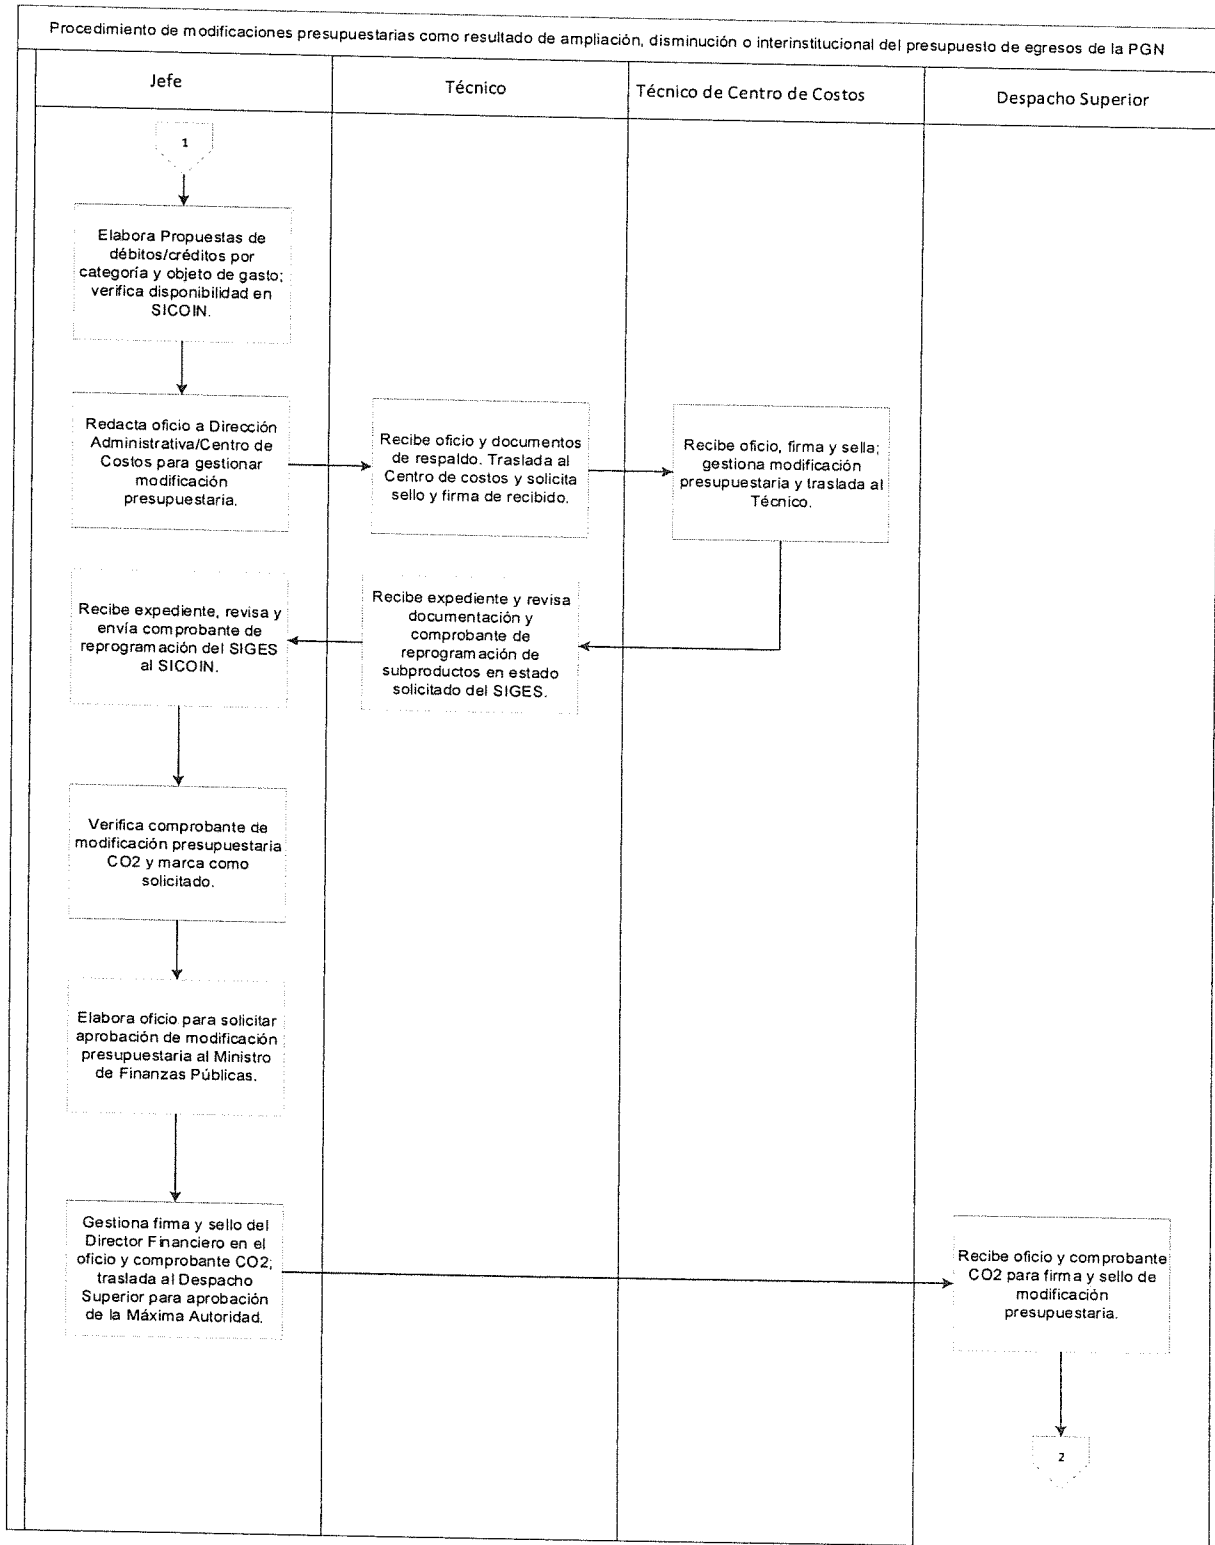 Procedimiento de modificaciones presupuestarias como resultado de ampliación, disminución o interinstitucional del presupuesto de egresos de la PGN
Jefe
Técnico
Técnico de Centro de Costos
Despacho Superior
1
Elabora Propuestas de
débitos/créditos por
categoría y objeto de gasto;
verifica disponibilidad en
SICOIN.
Redacta oficio a Dirección
Administrativa/Centro de
Costos para gestionar
modificación
presupuestaria.
Recibe oficio y documentos
de respaldo. Traslada al
Centro de costos y solicita
sello y firma de recibido.
Recibe oficio, firma y sella;
gestiona modificación
presupuestaria y traslada al
Técnico.
Recibe expediente y revisa
documentación y
comprobante de
reprogramación de
subproductos en estado
solicitado del SIGES.
Recibe expediente, revisa y
envía comprobante de
reprogramación del SIGES
al SICOIN.
Verifica comprobante de
modificación presupuestaria
CO2 y marca como
solicitado.
Elabora oficio para solicitar
aprobación de modificación
presupuestaria al Ministro
de Finanzas Públicas.
Gestiona firma y sello del
Director Financiero en el
oficio y comprobante CO2;
traslada al Despacho
Superior para aprobación
de la Máxima Autoridad.
Recibe oficio y comprobante
CO2 para firma y sello de
modificación
presupuestaria.
2